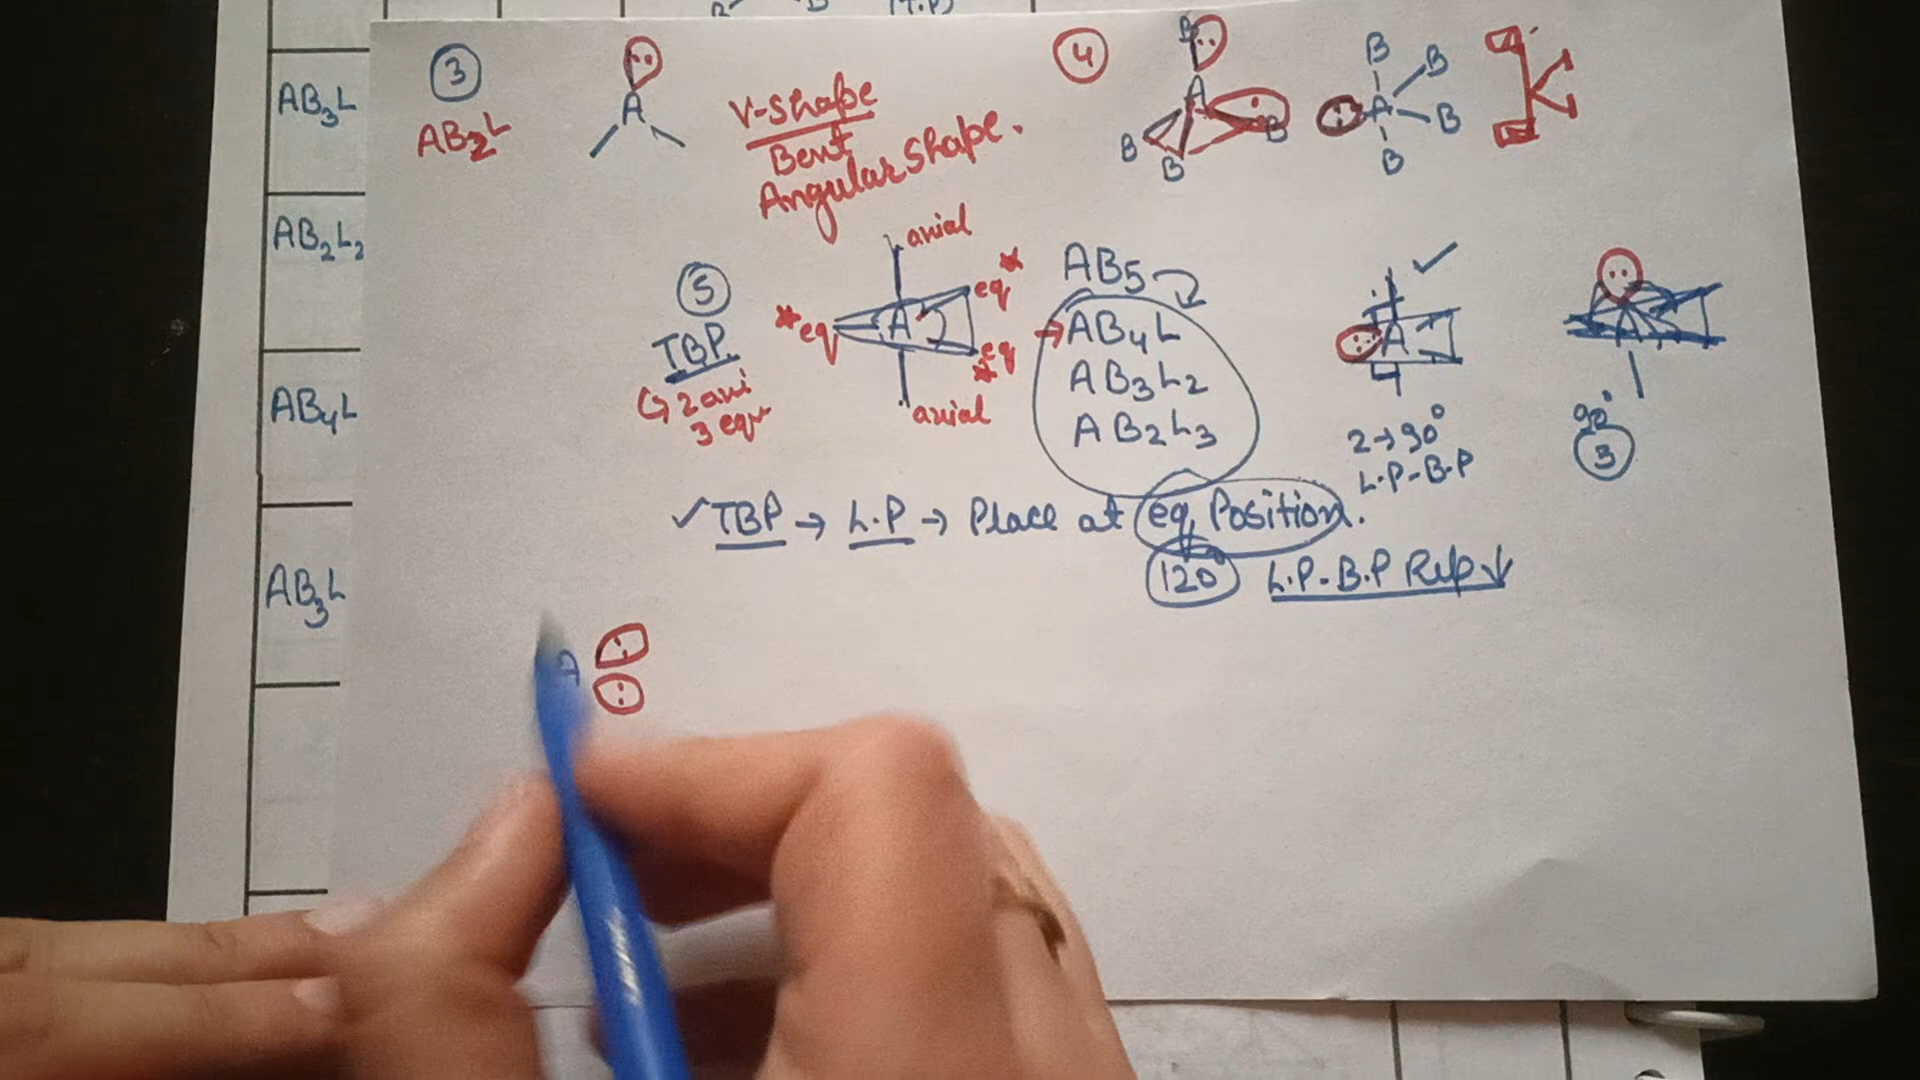 (T.P)
AB3L
AB2L2
AB4L
AB3L
3
AB2L
A
V-shape
Bent
Angular Shape.
4
B
A
B
B
B
B
B
A
B
B
5
TBP
2 axi
3 equ
axial
eq
eq
A
eq
axial
AB5
→ AB4L
AB3L2
AB2L3
A
2→90°
L.P-B.P
90°
3
✓TBP → L.P → Place at eq Position.
120° L.P-B.P Rep↓
A